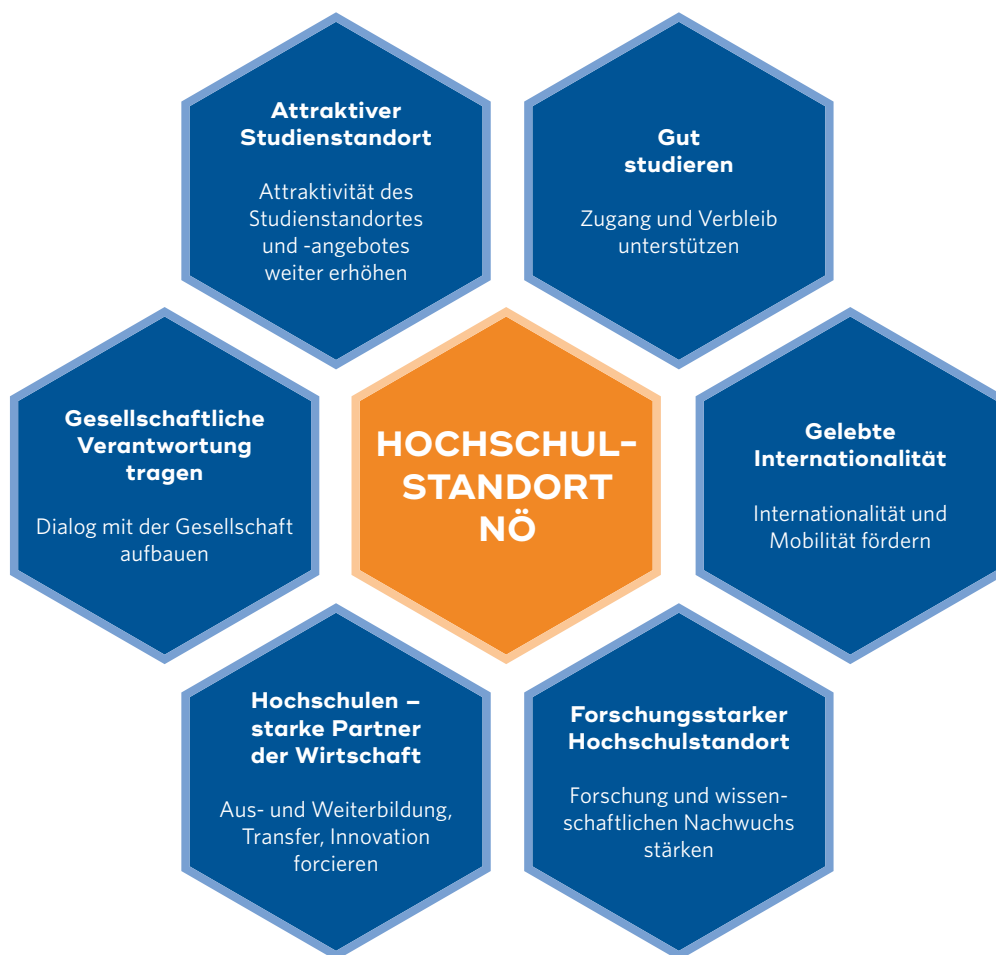 Attraktiver
Studienstandort
Attraktivität des
Studienstandortes
und -angebotes
weiter erhöhen
Gut
studieren
Zugang und Verbleib
unterstützen
Gesellschaftliche
Verantwortung
tragen
Dialog mit der Gesellschaft
aufbauen
HOCHSCHUL-
STANDORT
NÖ
Gelebte
Internationalität
Internationalität und
Mobilität fördern
Hochschulen –
starke Partner
der Wirtschaft
Aus- und Weiterbildung,
Transfer, Innovation
forcieren
Forschungsstarker
Hochschulstandort
Forschung und wissen-
schaftlichen Nachwuchs
stärken